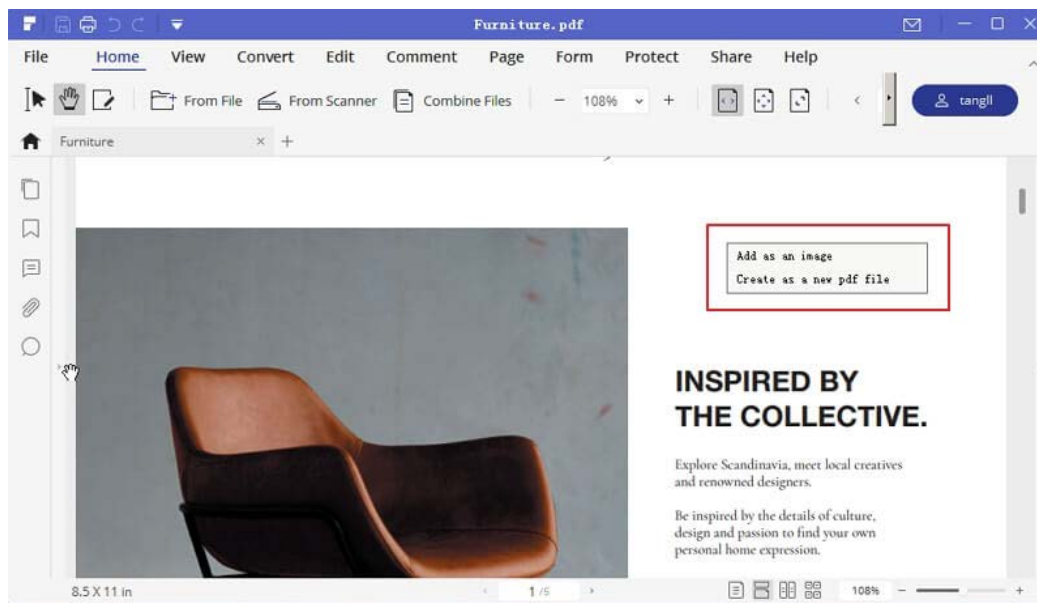 Furniture.pdf
File Home View Convert Edit Comment Page Form Protect Share Help
From File From Scanner Combine Files 108% tangll
Furniture
Add as an image
Create as a new pdf file
INSPIRED BY
THE COLLECTIVE.
Explore Scandinavia, meet local creatives
and renowned designers.
Be inspired by the details of culture,
design and passion to find your own
personal home expression.
8.5 X 11 in 1 /5 108%